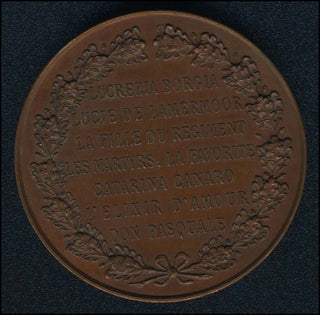 LUCREZIA BORGIA
LUCIE DE LAMERMOOR
LA FILLE DU REGIMENT
LES MARTYRS. LA FAVORITE
CATARINA CANARO
L'ELIXIR D'AMOUR
DON PASQUALE